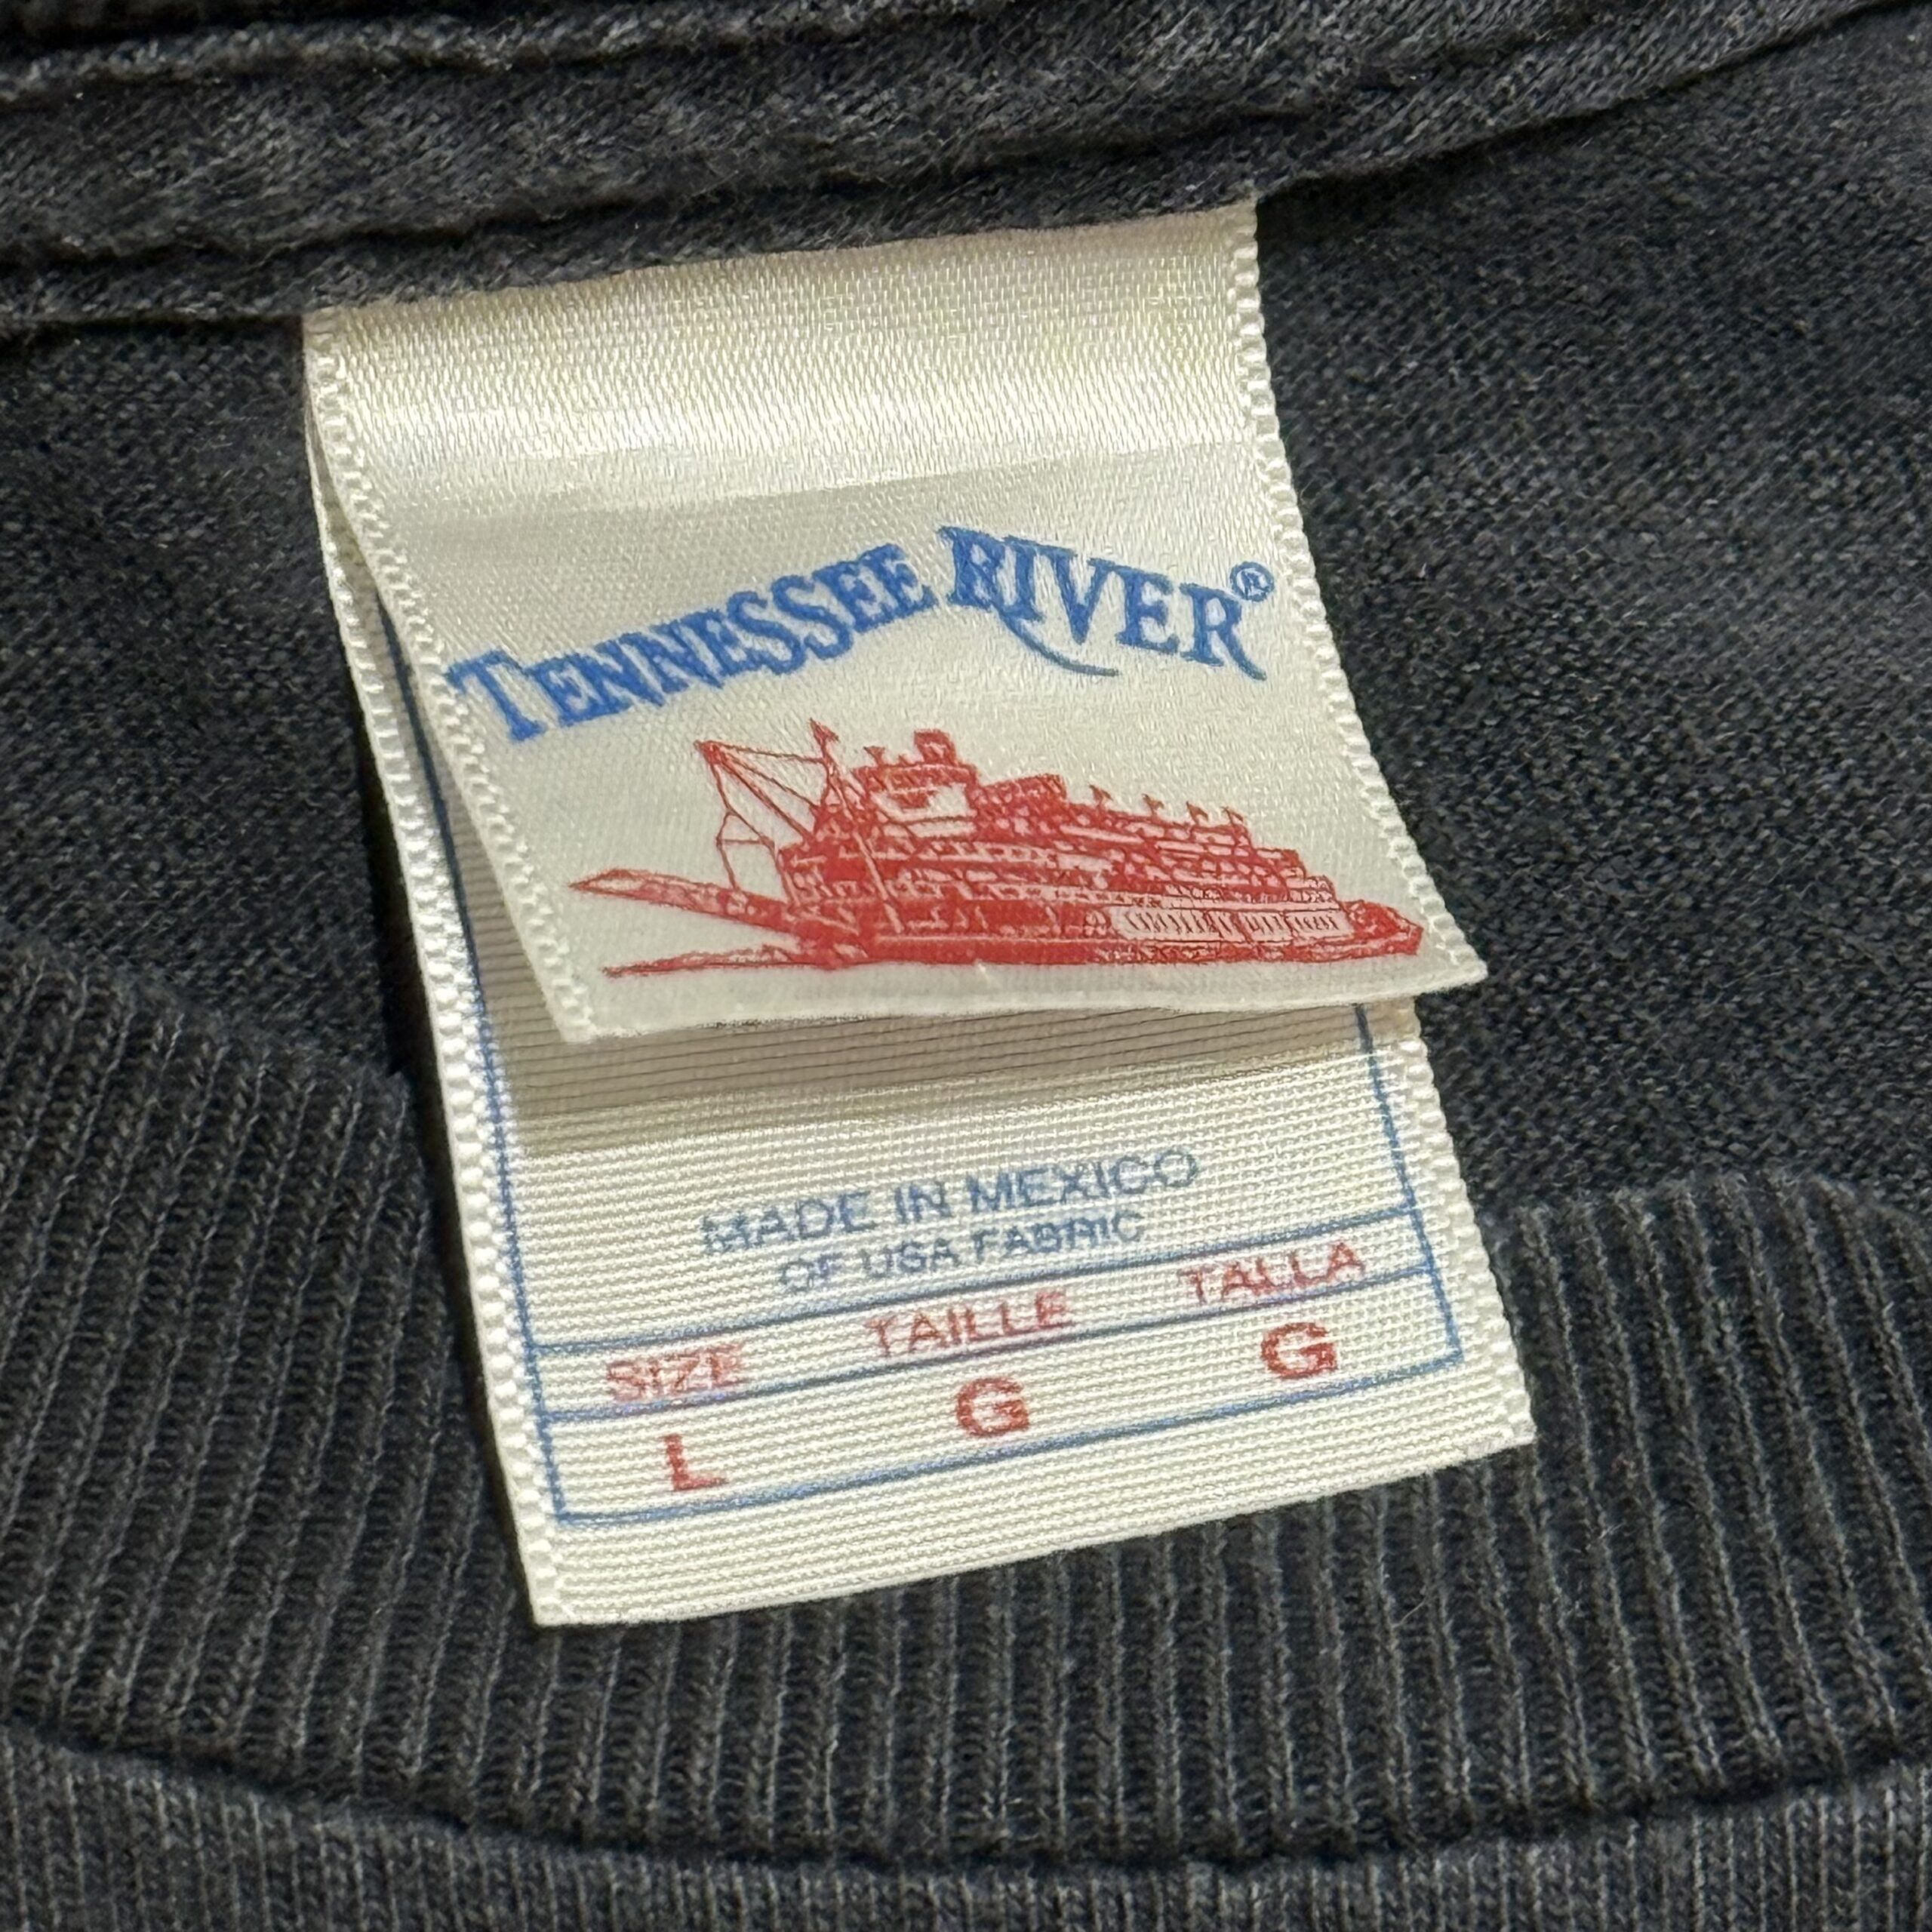 TENNESSEE RIVER®
MADE IN MEXICO
OF USA FABRIC
SIZE TAILLE TALLA
L G G